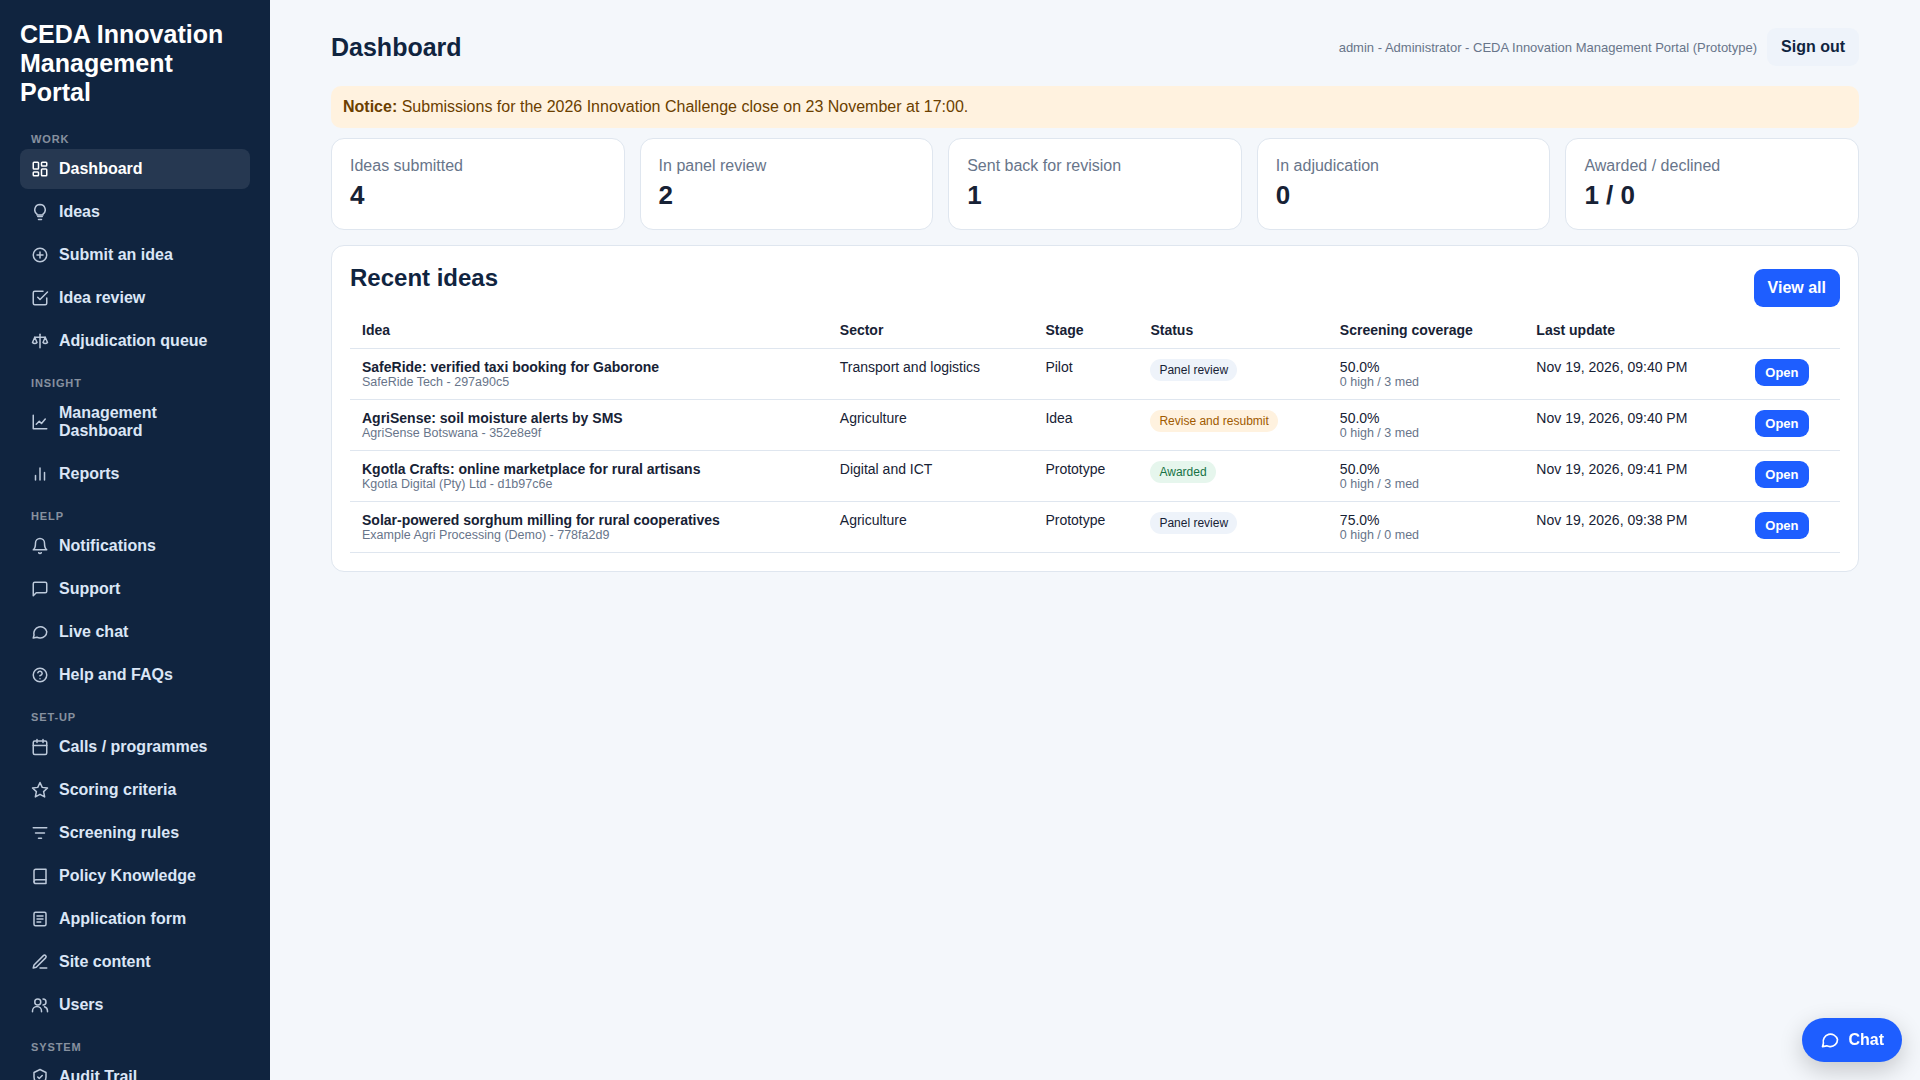 CEDA Innovation
Management
Portal
WORK
Dashboard
Ideas
Submit an idea
Idea review
Adjudication queue
INSIGHT
Management
Dashboard
Reports
HELP
Notifications
Support
Live chat
Help and FAQs
SET-UP
Calls / programmes
Scoring criteria
Screening rules
Policy Knowledge
Application form
Site content
Users
SYSTEM
Audit Trail
Dashboard
admin - Administrator - CEDA Innovation Management Portal (Prototype) Sign out
Notice: Submissions for the 2026 Innovation Challenge close on 23 November at 17:00.
Ideas submitted
4
In panel review
2
Sent back for revision
1
In adjudication
0
Awarded / declined
1 / 0
Recent ideas
View all
Idea Sector Stage Status Screening coverage Last update
SafeRide: verified taxi booking for Gaborone Transport and logistics Pilot Panel review 50.0% Nov 19, 2026, 09:40 PM Open
SafeRide Tech - 297a90c5 0 high / 3 med
AgriSense: soil moisture alerts by SMS Agriculture Idea Revise and resubmit 50.0% Nov 19, 2026, 09:40 PM Open
AgriSense Botswana - 352e8e9f 0 high / 3 med
Kgotla Crafts: online marketplace for rural artisans Digital and ICT Prototype Awarded 50.0% Nov 19, 2026, 09:41 PM Open
Kgotla Digital (Pty) Ltd - d1b97c6e 0 high / 3 med
Solar-powered sorghum milling for rural cooperatives Agriculture Prototype Panel review 75.0% Nov 19, 2026, 09:38 PM Open
Example Agri Processing (Demo) - 778fa2d9 0 high / 0 med
Chat